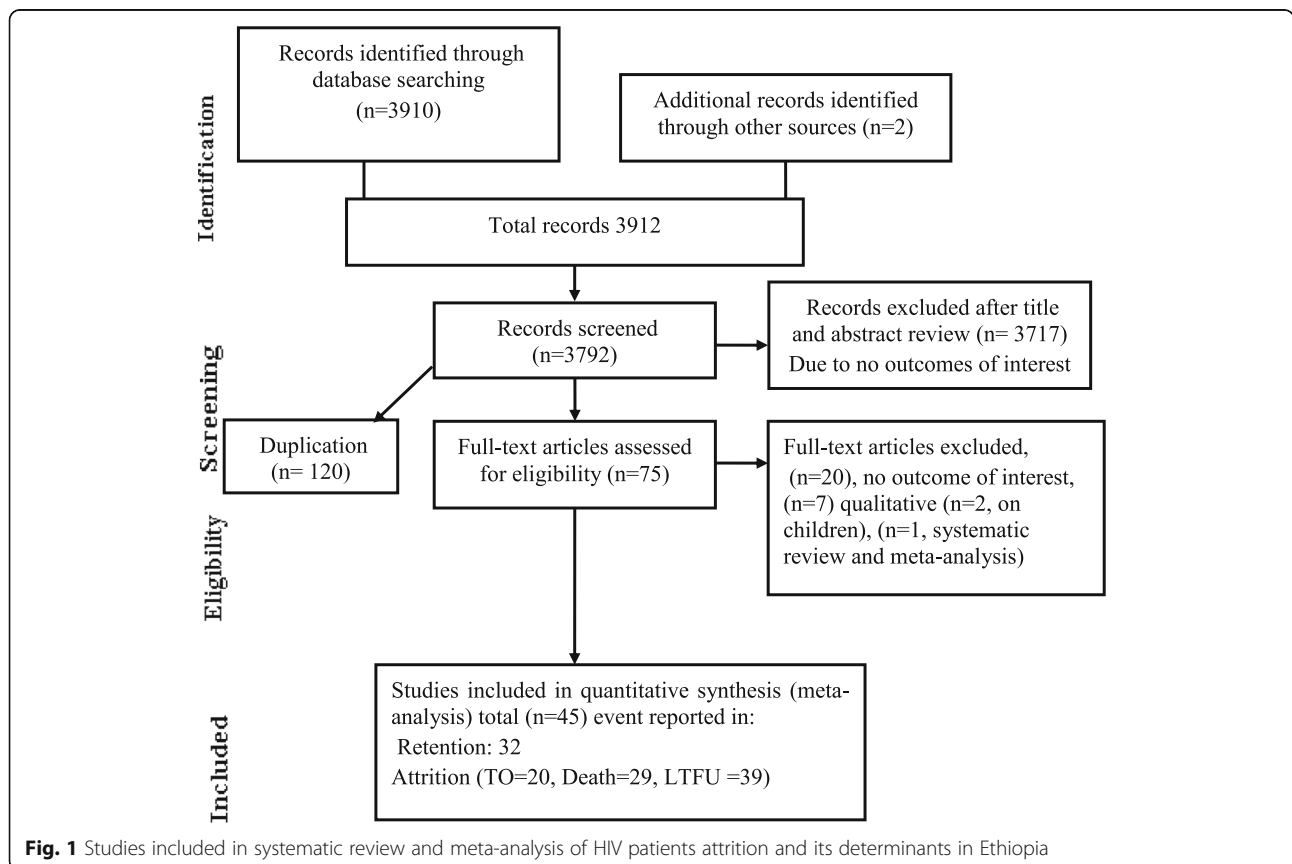 Identification
Records identified through
database searching
(n=3910)
Additional records identified
through other sources (n=2)
Total records 3912
Screening
Records screened
(n=3792)
Records excluded after title
and abstract review (n= 3717)
Due to no outcomes of interest
Duplication
(n= 120)
Eligibility
Full-text articles assessed
for eligibility (n=75)
Full-text articles excluded,
(n=20), no outcome of interest,
(n=7) qualitative (n=2, on
children), (n=1, systematic
review and meta-analysis)
Included
Studies included in quantitative synthesis (meta-
analysis) total (n=45) event reported in:
Retention: 32
Attrition (TO=20, Death=29, LTFU =39)
Fig. 1 Studies included in systematic review and meta-analysis of HIV patients attrition and its determinants in Ethiopia